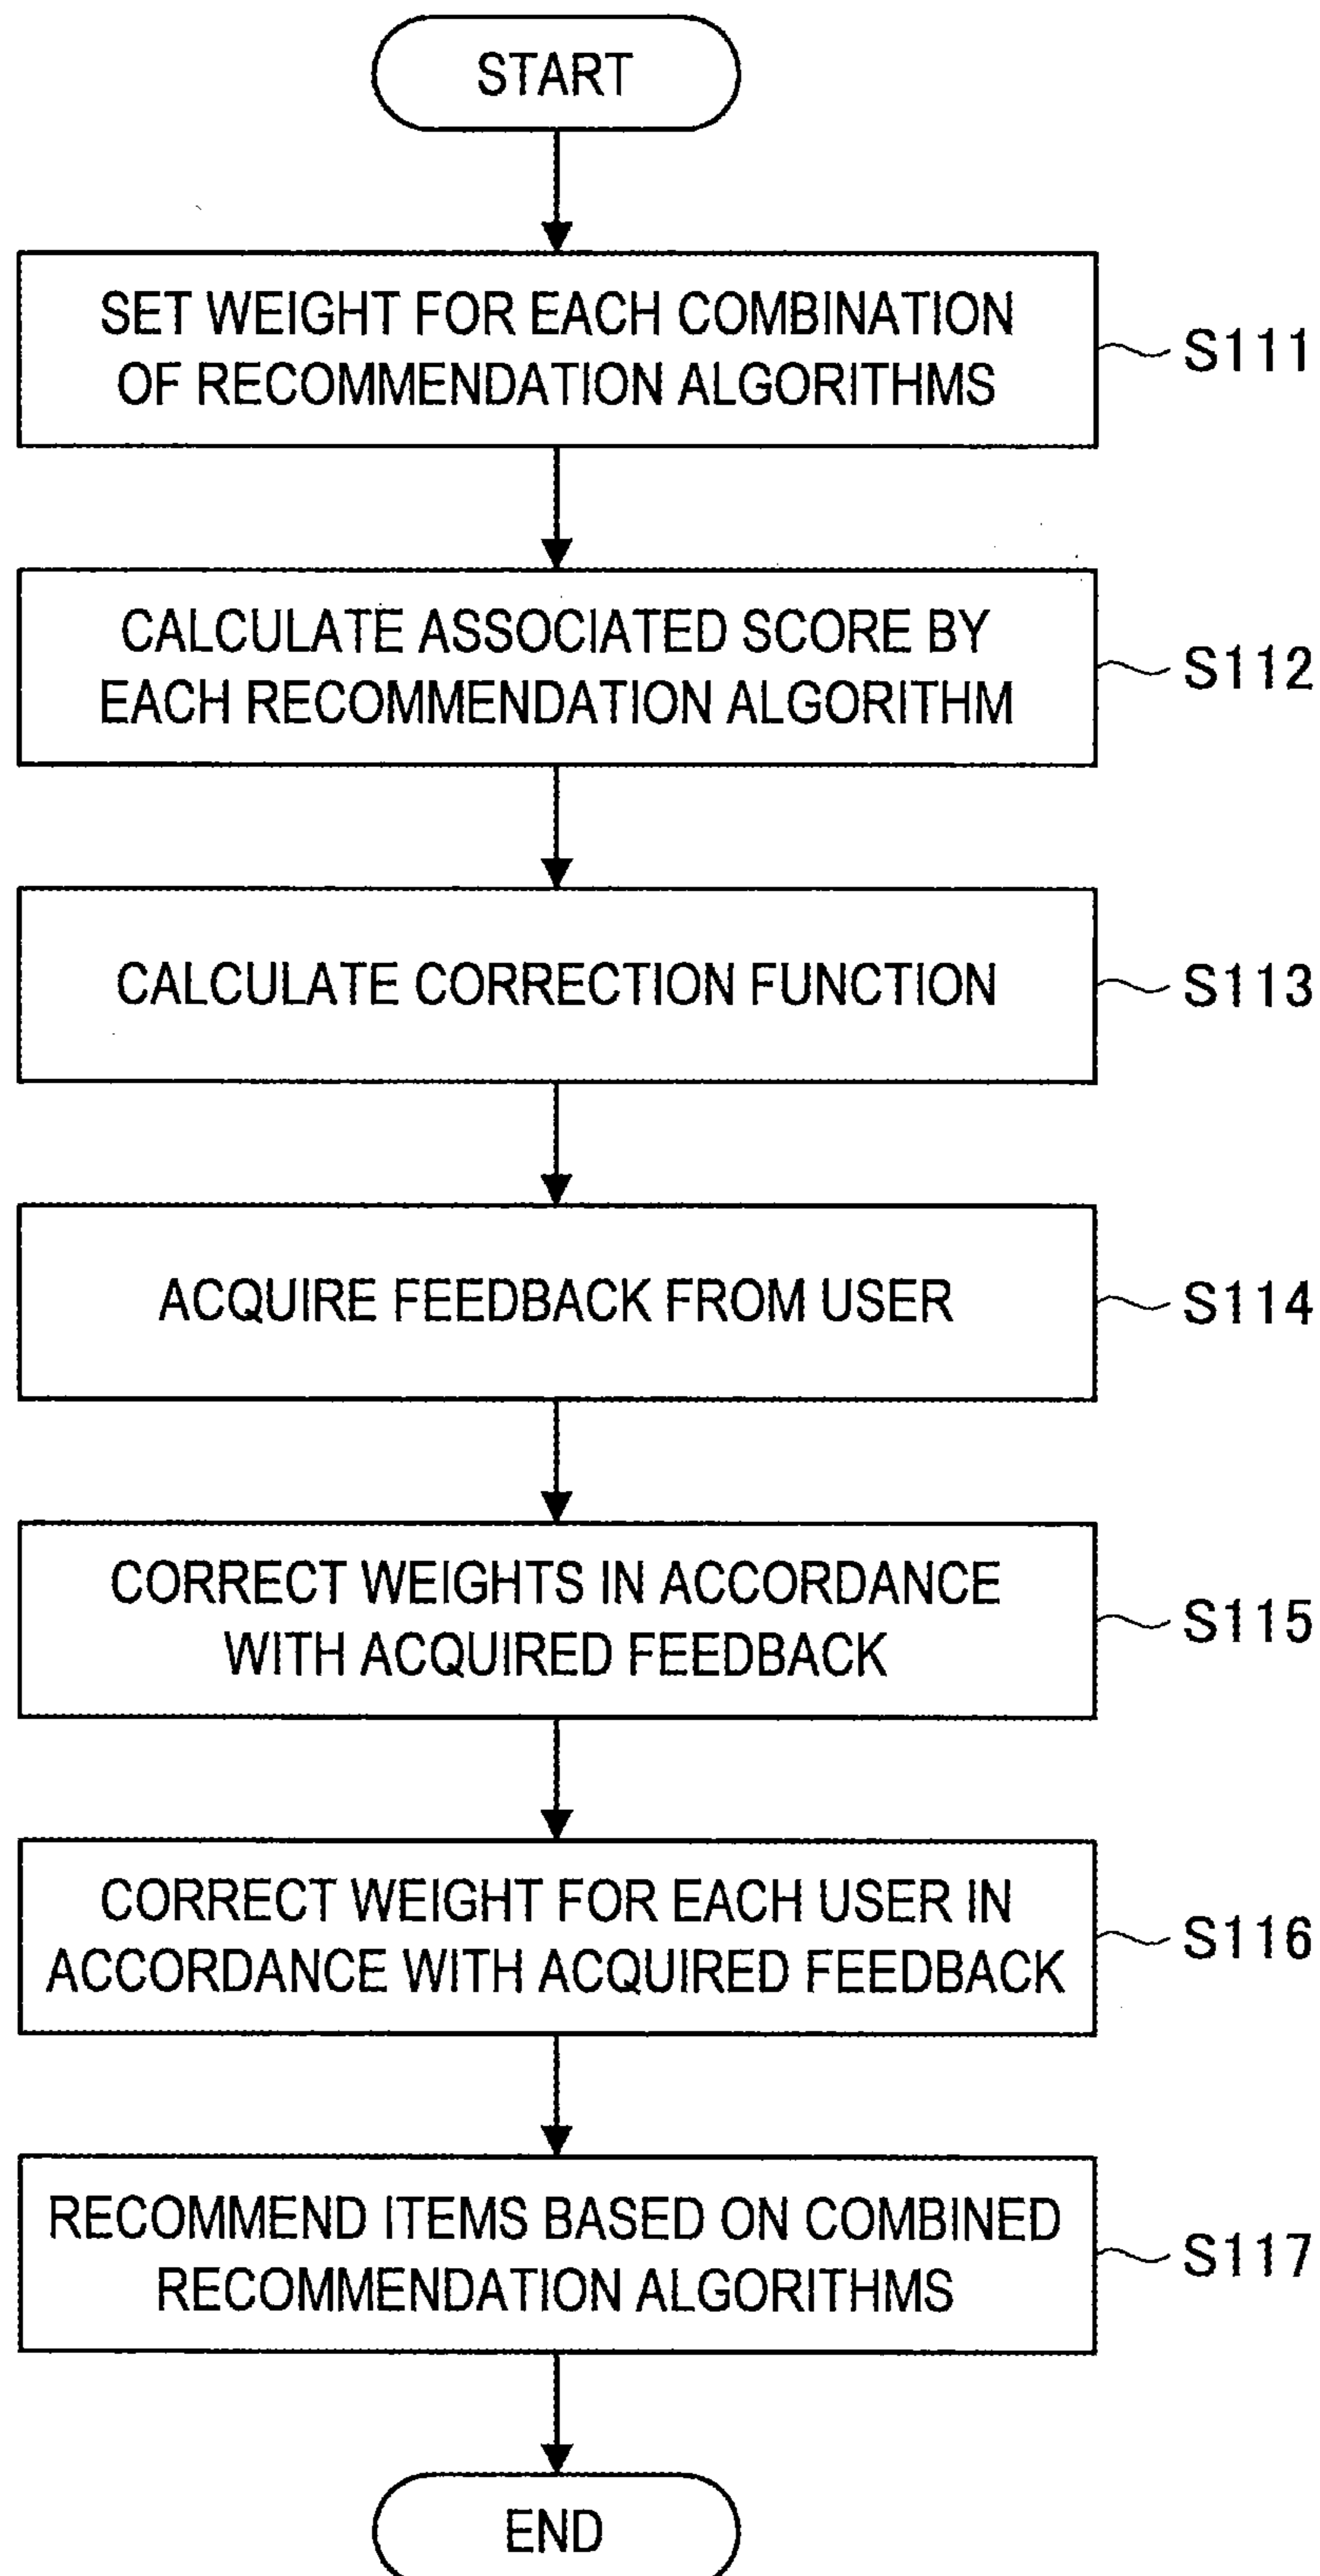 START
SET WEIGHT FOR EACH COMBINATION
OF RECOMMENDATION ALGORITHMS
S111
CALCULATE ASSOCIATED SCORE BY
EACH RECOMMENDATION ALGORITHM
S112
CALCULATE CORRECTION FUNCTION
S113
ACQUIRE FEEDBACK FROM USER
S114
CORRECT WEIGHTS IN ACCORDANCE
WITH ACQUIRED FEEDBACK
S115
CORRECT WEIGHT FOR EACH USER IN
ACCORDANCE WITH ACQUIRED FEEDBACK
S116
RECOMMEND ITEMS BASED ON COMBINED
RECOMMENDATION ALGORITHMS
S117
END